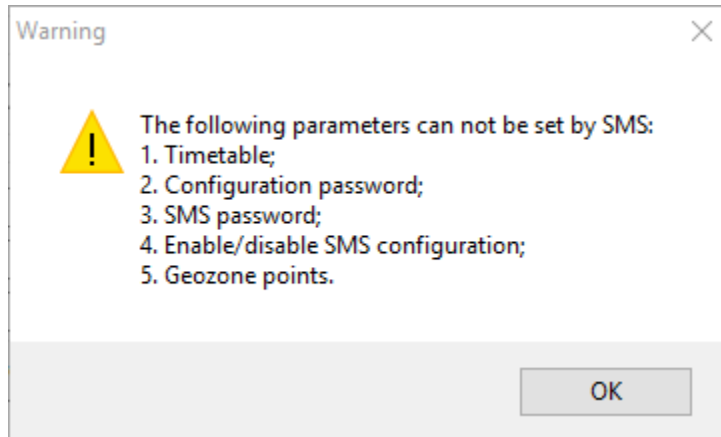 Warning
The following parameters can not be set by SMS:
1. Timetable;
2. Configuration password;
3. SMS password;
4. Enable/disable SMS configuration;
5. Geozone points.
OK